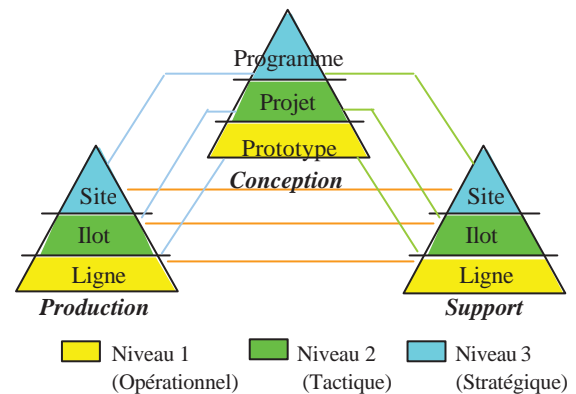 Programme
Projet
Prototype
Conception
Site
Ilot
Ligne
Production
Site
Ilot
Ligne
Support
Niveau 1
(Opérationnel)
Niveau 2
(Tactique)
Niveau 3
(Stratégique)